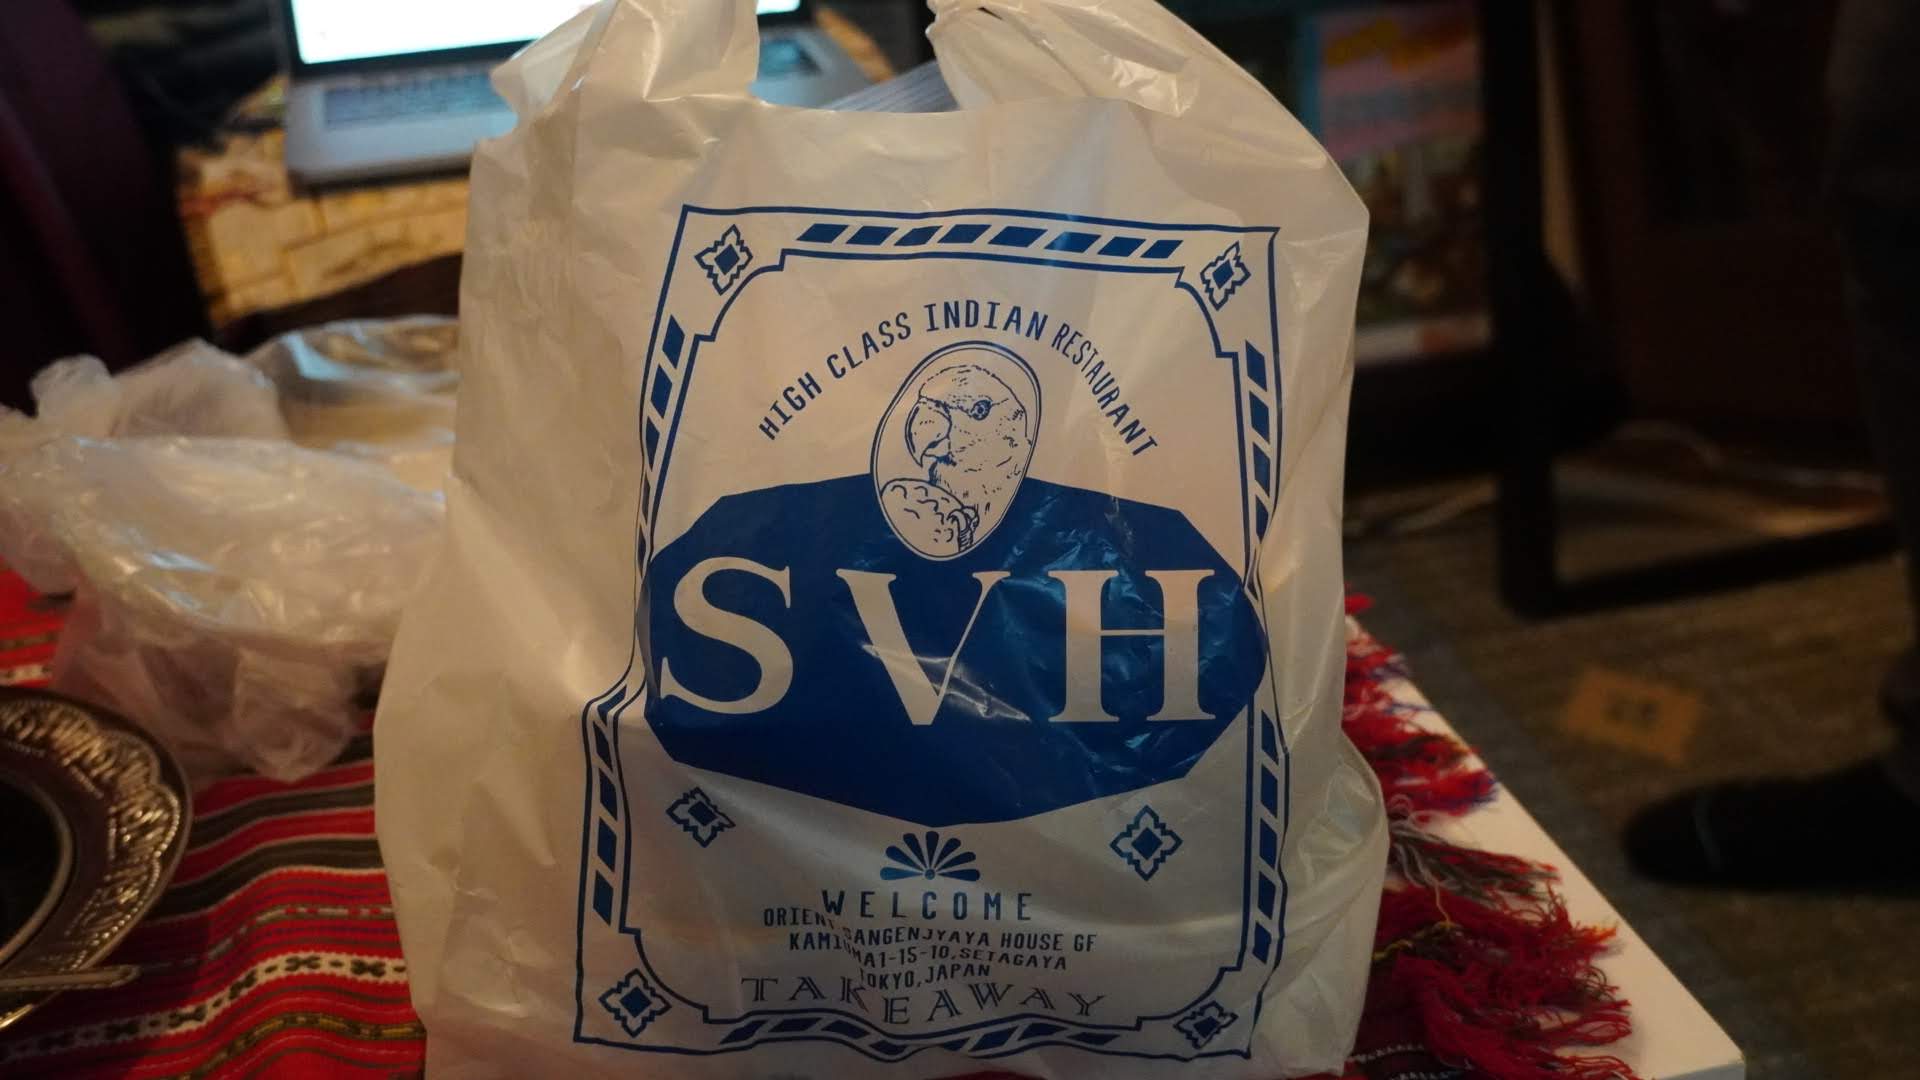 HIGH CLASS INDIAN RESTAURANT
SVH
WELCOME
SANGENJYAYA HOUSE GF
1-15-10, SETAGAYA
TOKYO, JAPAN
TAKEAWAY